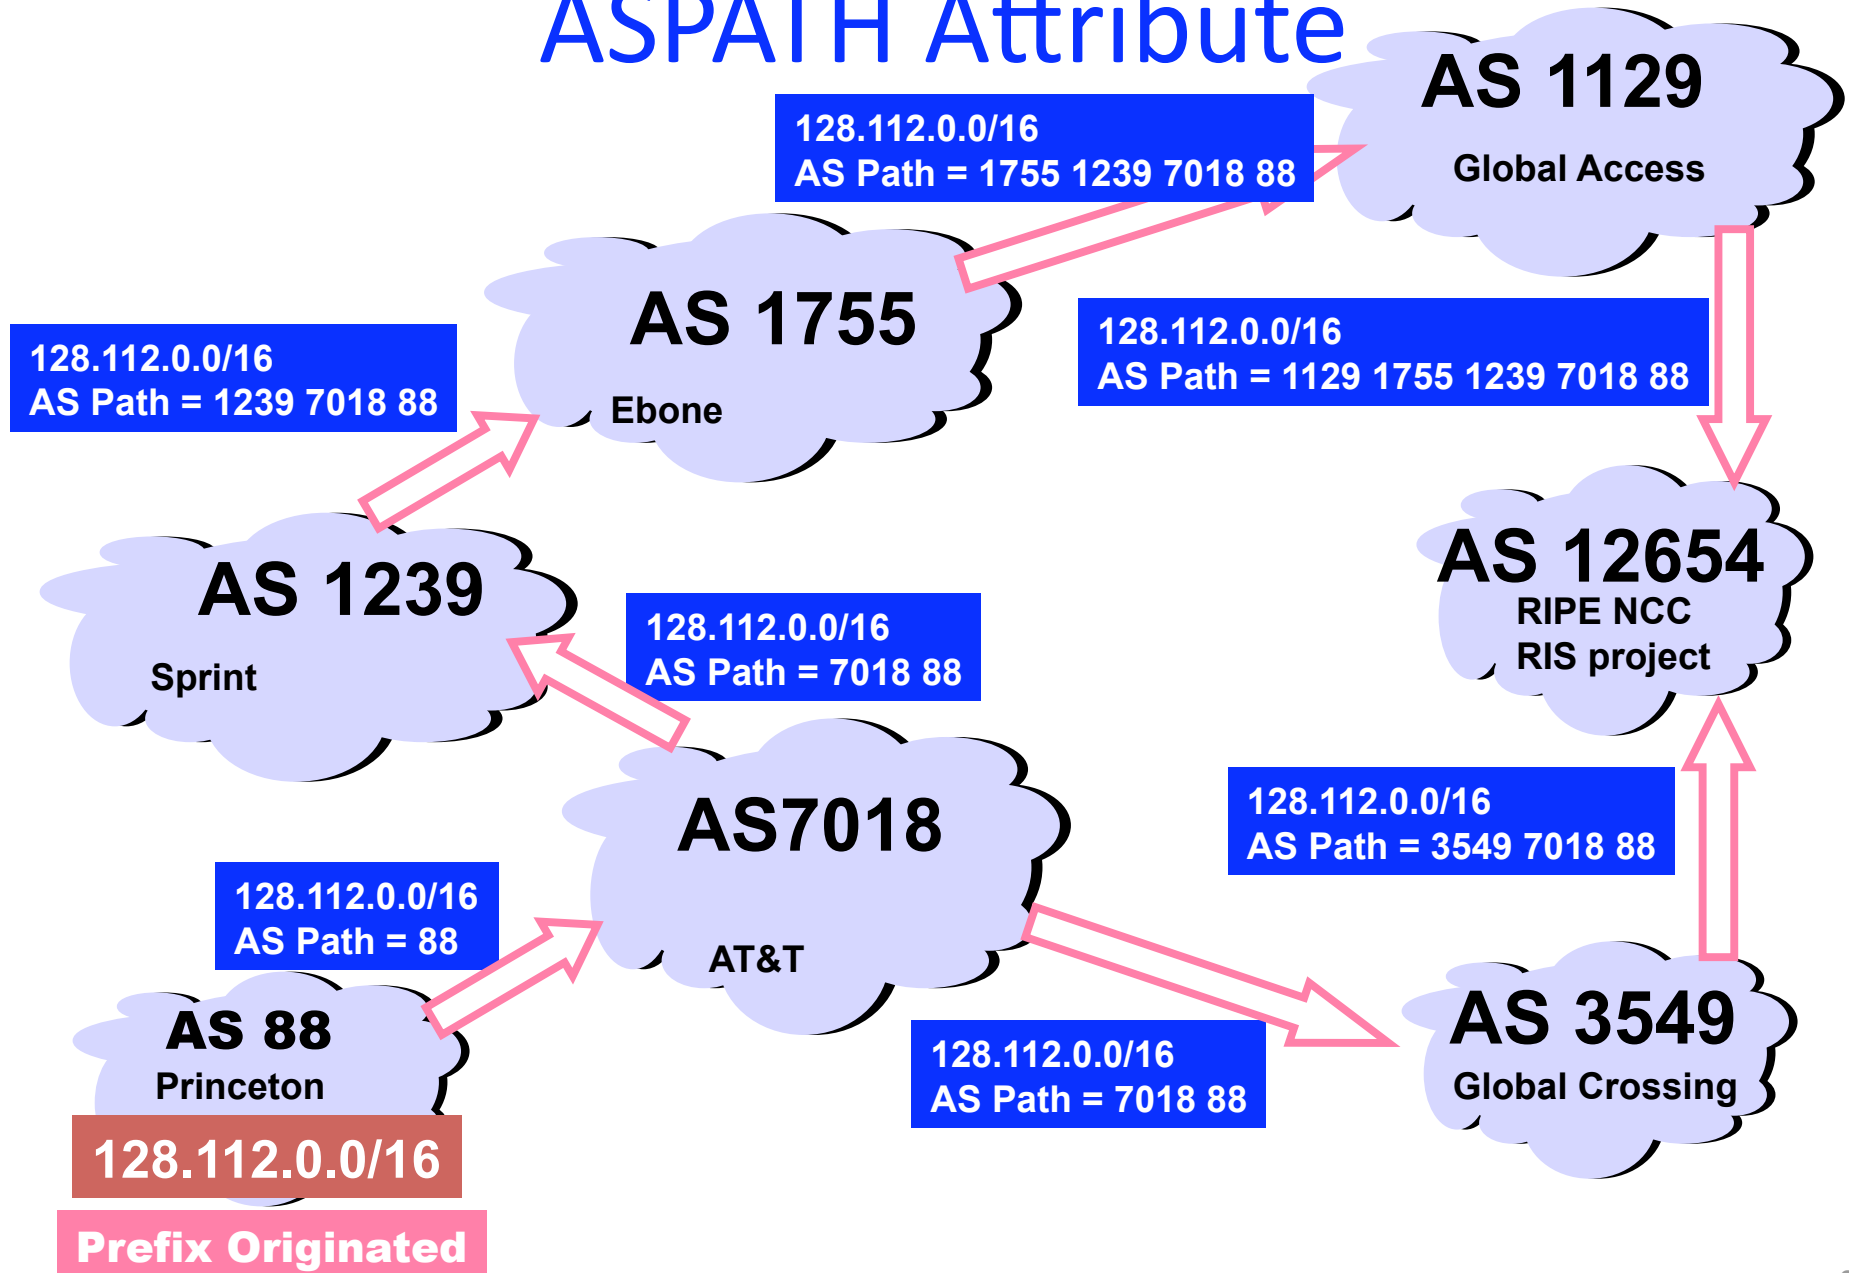 ASPATH Attribute
AS 1129
Global Access
128.112.0.0/16
AS Path = 1755 1239 7018 88
AS 1755
Ebone
128.112.0.0/16
AS Path = 1129 1755 1239 7018 88
128.112.0.0/16
AS Path = 1239 7018 88
AS 12654
RIPE NCC
RIS project
AS 1239
Sprint
128.112.0.0/16
AS Path = 7018 88
AS7018
AT&T
128.112.0.0/16
AS Path = 3549 7018 88
128.112.0.0/16
AS Path = 88
AS 88
Princeton
128.112.0.0/16
Prefix Originated
128.112.0.0/16
AS Path = 7018 88
AS 3549
Global Crossing